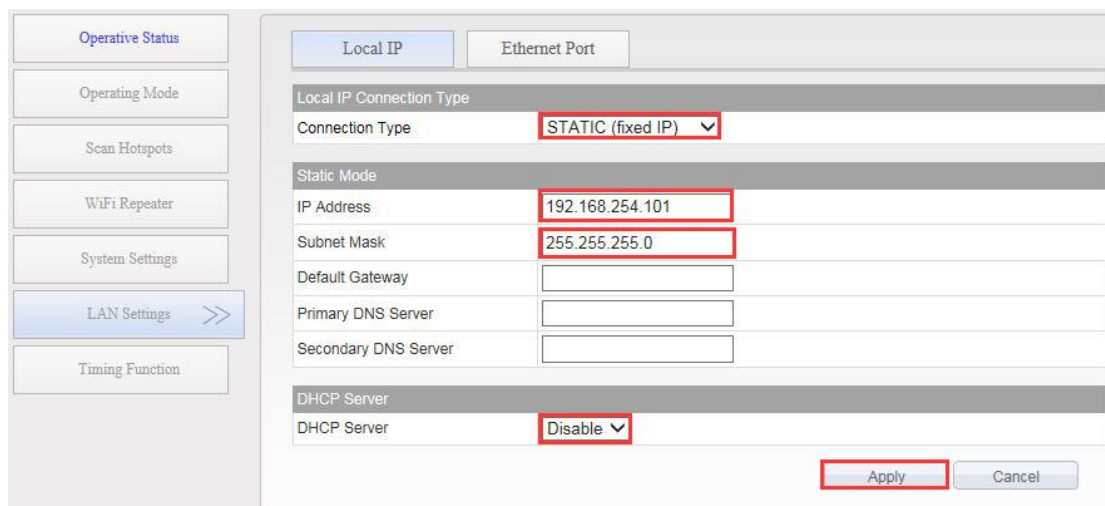 Operative Status
Operating Mode
Scan Hotspots
WiFi Repeater
System Settings
LAN Settings >>
Timing Function
Local IP Ethernet Port
Local IP Connection Type
Connection Type STATIC (fixed IP)
Static Mode
IP Address 192.168.254.101
Subnet Mask 255.255.255.0
Default Gateway
Primary DNS Server
Secondary DNS Server
DHCP Server
DHCP Server Disable
Apply Cancel